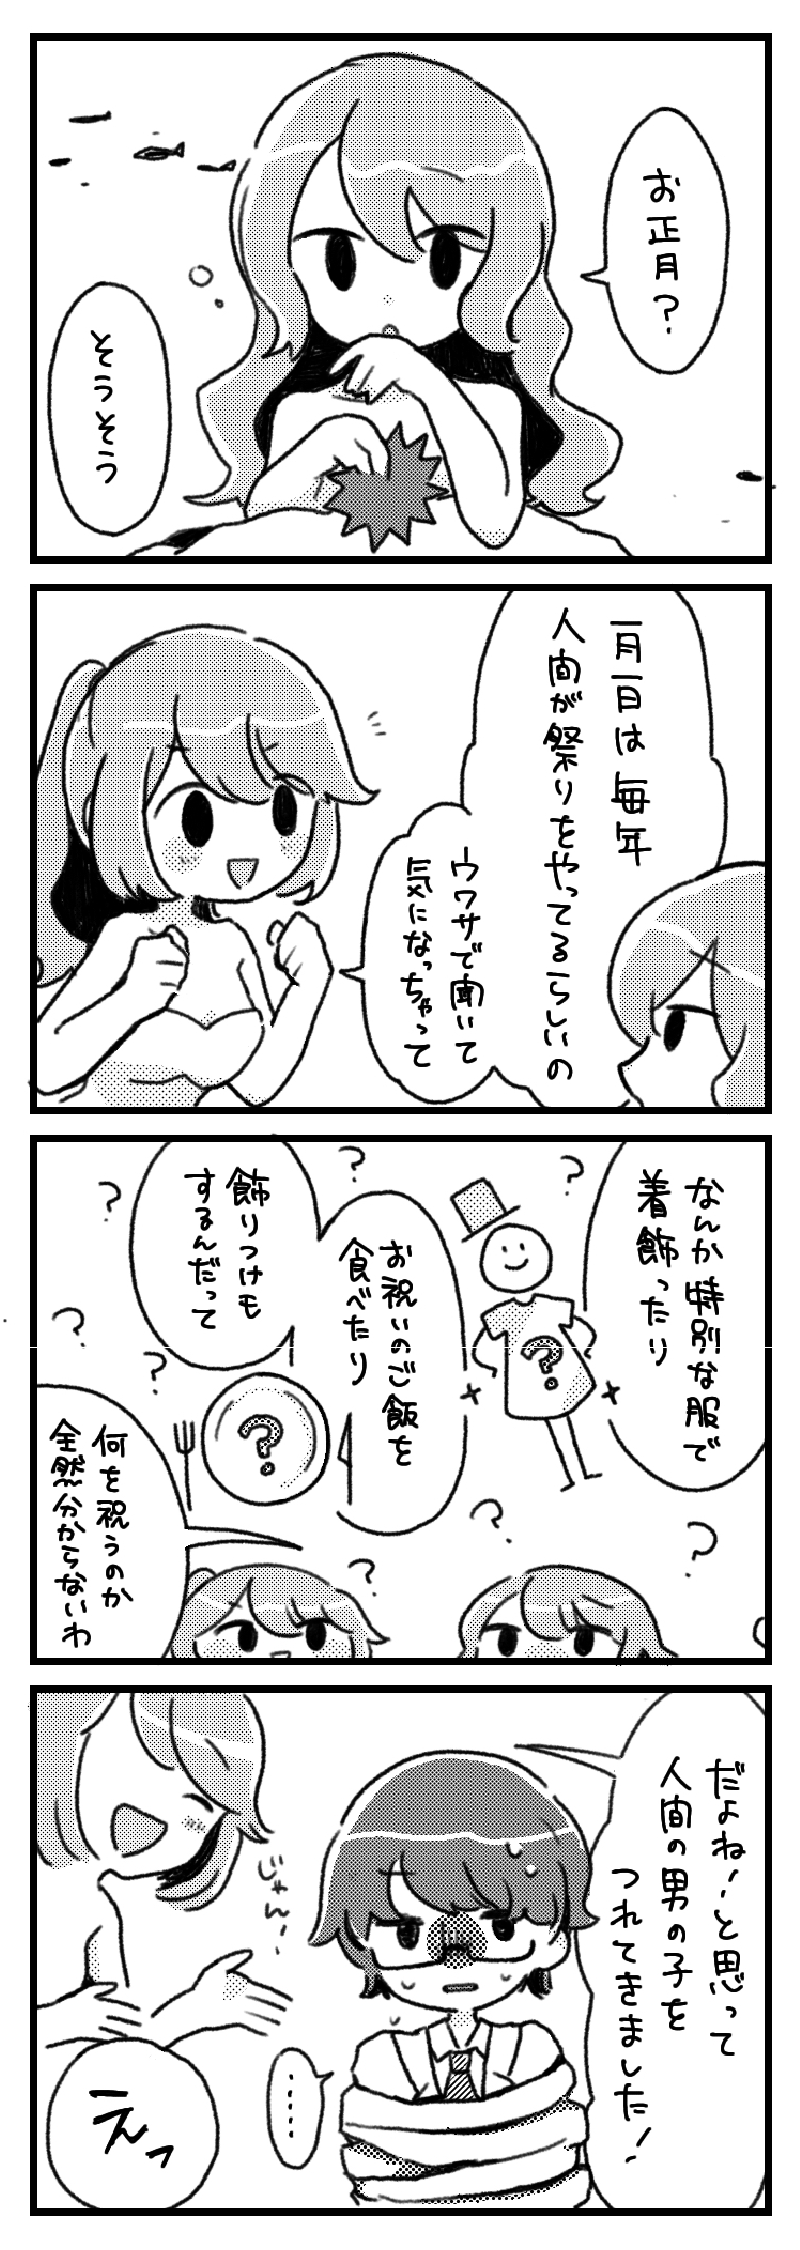 お正月?
そうそう
一月一日は毎年
人間が祭りをやってるらしいの
ウワサで聞いて
気になっちゃって
なんか特別な服で
着飾ったり
お祝いのご飯を
食べたり
飾りつけも
するんだって
何を祝うのか
全然分からないわ
?
?
?
?
?
?
?
?
?
?
だよね!と思って
人間の男の子を
つれてきました!
じゃん!
……
えっ